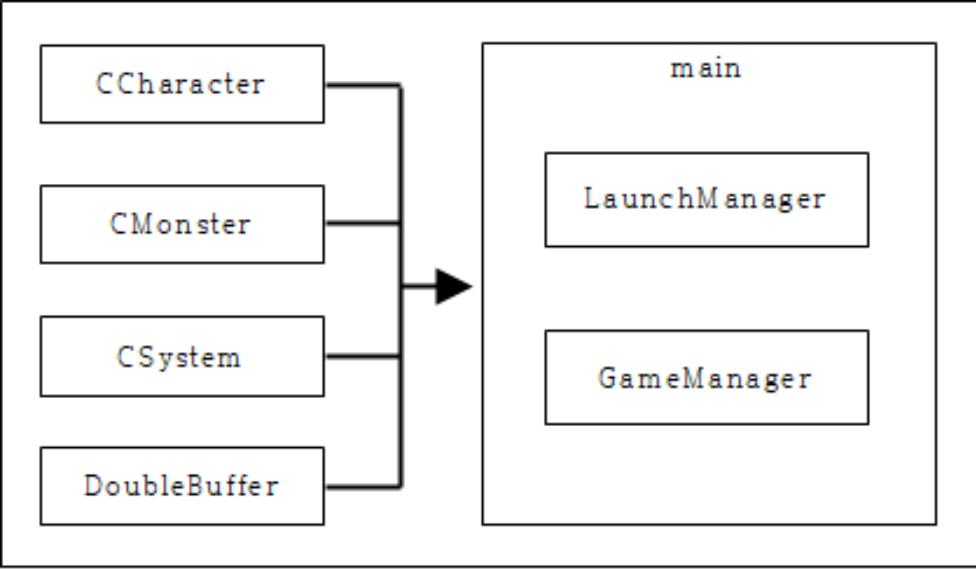 CCharacter
CMonster
CSystem
DoubleBuffer
main
LaunchManager
GameManager